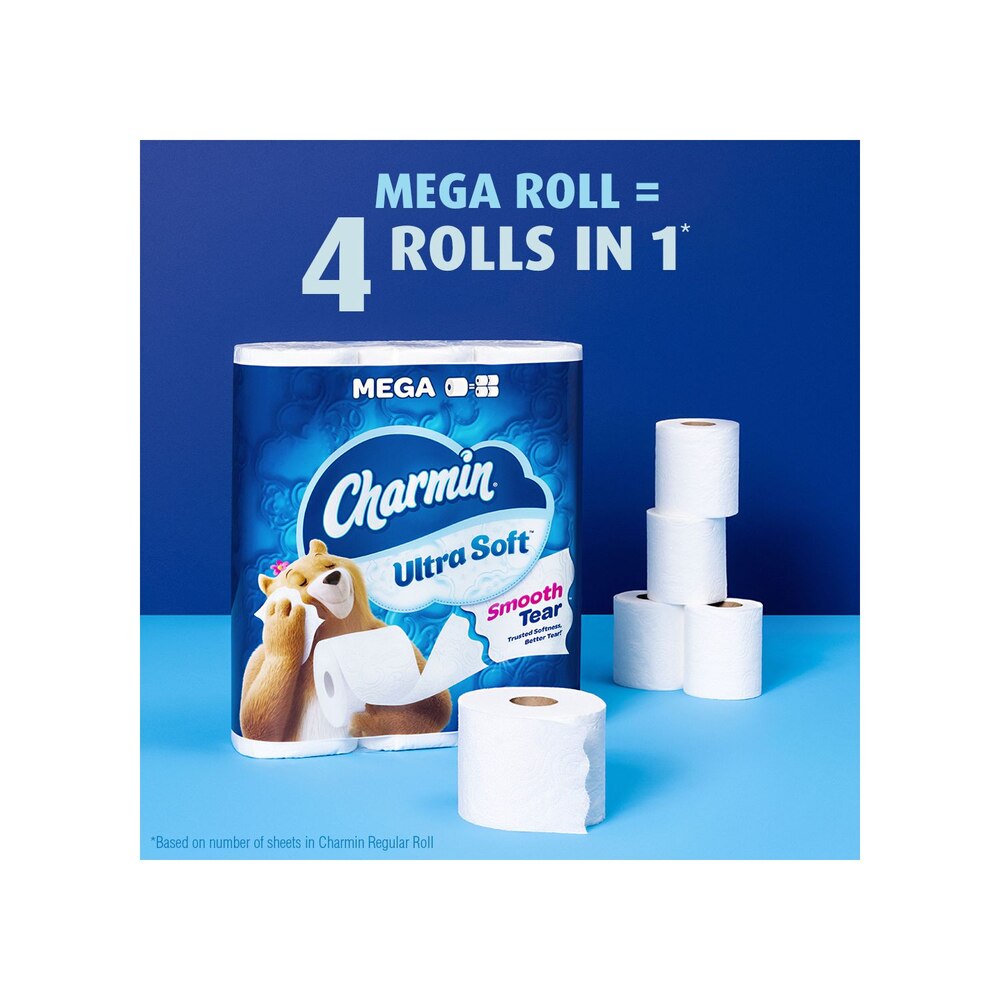 MEGA ROLL =
4 ROLLS IN 1*
MEGA
Charmin®
Ultra Soft™
Smooth
Tear
Trusted Softness,
Better Tear!
*Based on number of sheets in Charmin Regular Roll